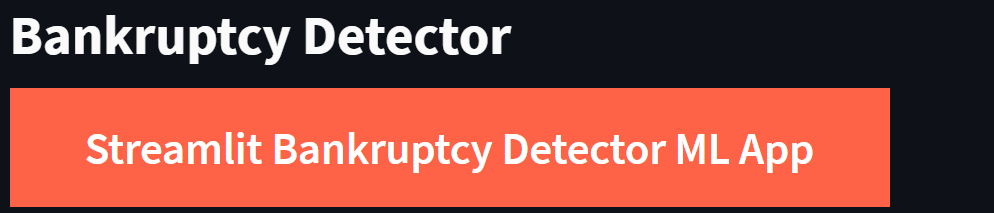 Bankruptcy Detector
Streamlit Bankruptcy Detector ML App